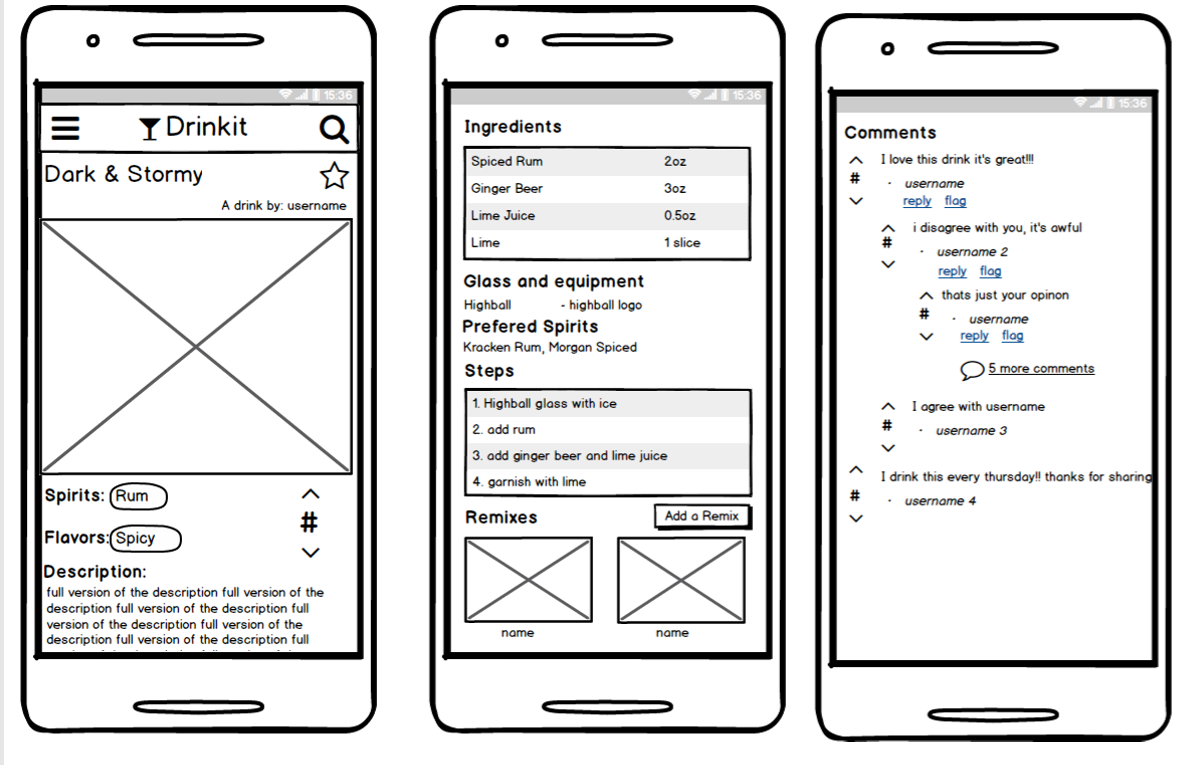 15:36
Drinkit
Dark & Stormy
A drink by: username
Spirits: Rum
#
Flavors: Spicy
Description:
full version of the description full version of the
description full version of the description full
version of the description full version of the
description full version of the description full
15:36
Ingredients
Spiced Rum 2oz
Ginger Beer 3oz
Lime Juice 0.5oz
Lime 1 slice
Glass and equipment
Highball - highball logo
Prefered Spirits
Kracken Rum, Morgan Spiced
Steps
1. Highball glass with ice
2. add rum
3. add ginger beer and lime juice
4. garnish with lime
Remixes Add a Remix
name name
15:36
Comments
I love this drink it's great!!!
#
- username
reply flag
i disagree with you, it's awful
#
- username 2
reply flag
thats just your opinon
#
- username
reply flag
5 more comments
I agree with username
#
- username 3
I drink this every thursday!! thanks for sharing
#
- username 4